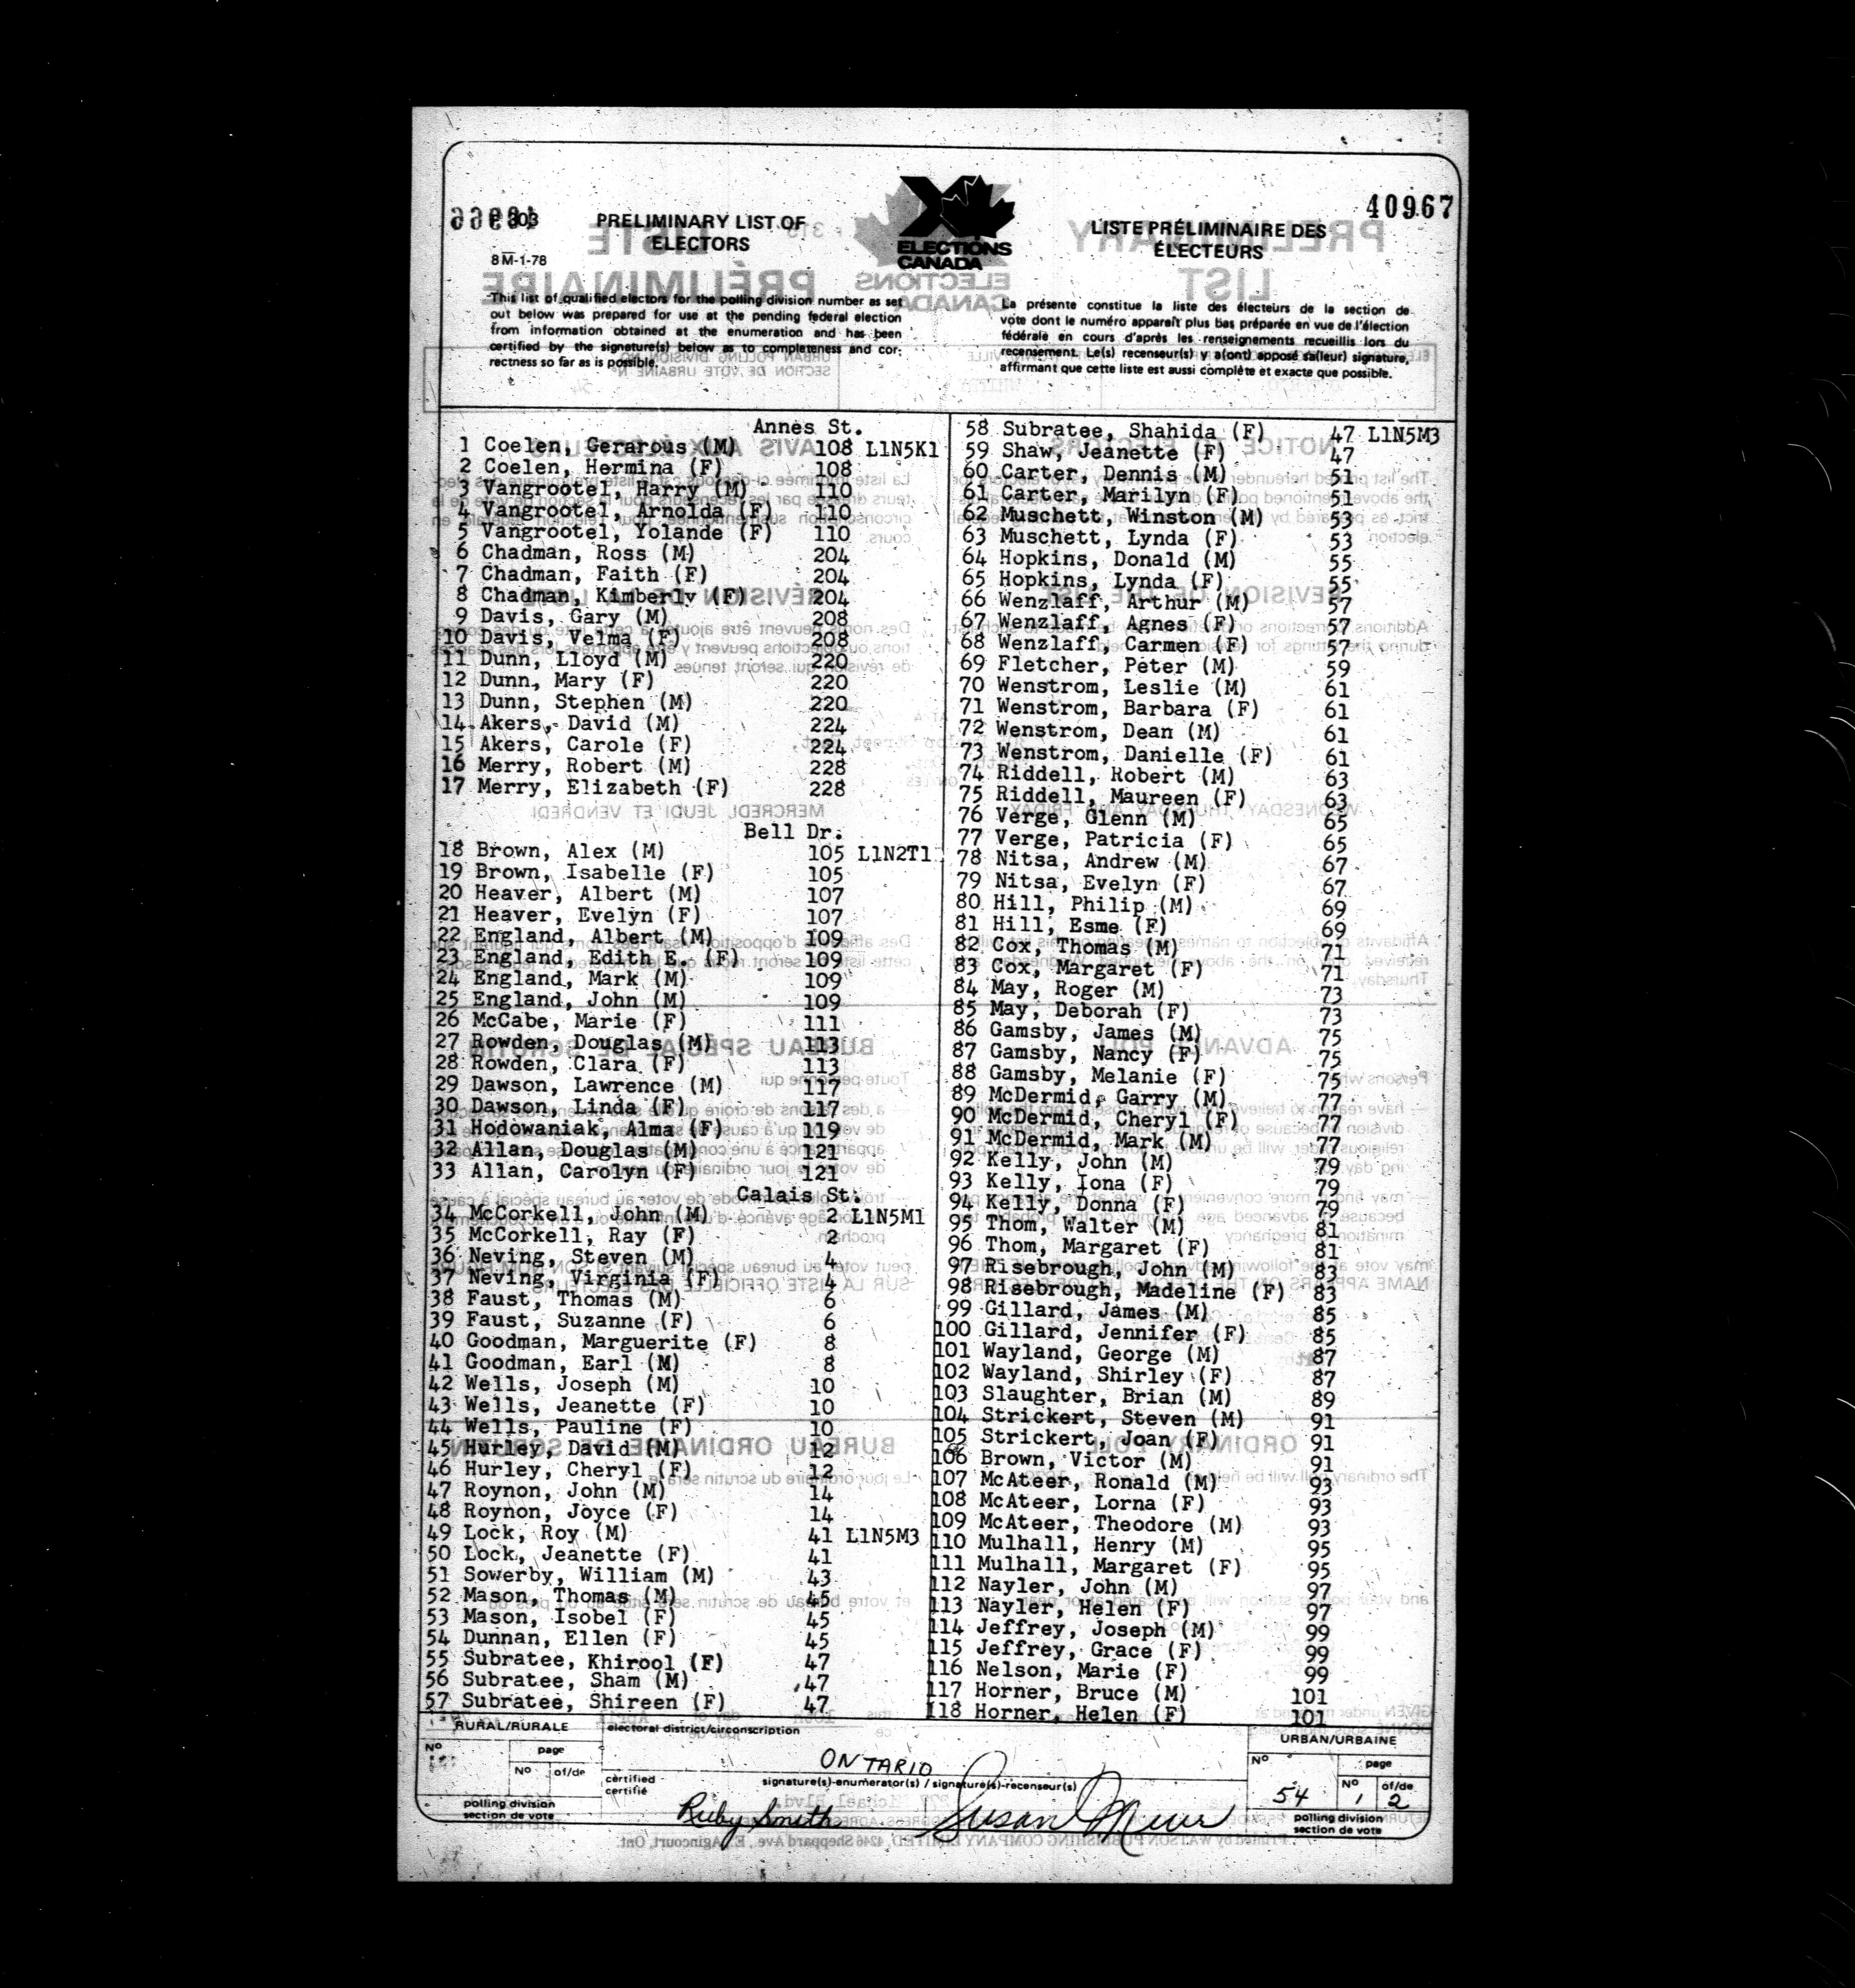 40967
F 303
PRELIMINARY LIST OF
ELECTORS
8M-1-78
ELECTIONS
CANADA
LISTE PRÉLIMINAIRE DES
ÉLECTEURS
This list of qualified electors for the polling division number as set
out below was prepared for use at the pending federal election
from information obtained at the enumeration and has been
certified by the signature(s) below as to completeness and cor-
rectness so far as is possible.
La présente constitue la liste des électeurs de la section de
vote dont le numéro apparaît plus bas préparée en vue de l'élection
fédérale en cours d'après les renseignements recueillis lors du
recensement. Le(s) recenseur(s) y a(ont) apposé sa(leur) signature,
affirmant que cette liste est aussi complète et exacte que possible.
Annes St.
1 Coelen, Gerarous (M) 108 L1N5K1
2 Coelen, Hermina (F) 108
3 Vangrootel, Harry (M) 110
4 Vangrootel, Arnolda (F) 110
5 Vangrootel, Yolande (F) 110
6 Chadman, Ross (M) 204
7 Chadman, Faith (F) 204
8 Chadman, Kimberly (F) 204
9 Davis, Gary (M) 208
10 Davis, Velma (F) 208
11 Dunn, Lloyd (M) 220
12 Dunn, Mary (F) 220
13 Dunn, Stephen (M) 220
14 Akers, David (M) 224
15 Akers, Carole (F) 224
16 Merry, Robert (M) 228
17 Merry, Elizabeth (F) 228
Bell Dr.
18 Brown, Alex (M) 105 L1N2T1
19 Brown, Isabelle (F) 105
20 Heaver, Albert (M) 107
21 Heaver, Evelyn (F) 107
22 England, Albert (M) 109
23 England, Edith E. (F) 109
24 England, Mark (M) 109
25 England, John (M) 109
26 McCabe, Marie (F) 111
27 Rowden, Douglas (M) 113
28 Rowden, Clara (F) 113
29 Dawson, Lawrence (M) 117
30 Dawson, Linda (F) 117
31 Hodowaniak, Alma (F) 119
32 Allan, Douglas (M) 121
33 Allan, Carolyn (F) 121
Calais St.
34 McCorkell, John (M) 2 L1N5M1
35 McCorkell, Ray (F) 2
36 Neving, Steven (M) 4
37 Neving, Virginia (F) 4
38 Faust, Thomas (M) 6
39 Faust, Suzanne (F) 6
40 Goodman, Marguerite (F) 8
41 Goodman, Earl (M) 8
42 Wells, Joseph (M) 10
43 Wells, Jeanette (F) 10
44 Wells, Pauline (F) 10
45 Hurley, David (M) 12
46 Hurley, Cheryl (F) 12
47 Roynon, John (M) 14
48 Roynon, Joyce (F) 14
49 Lock, Roy (M) 41 L1N5M3
50 Lock, Jeanette (F) 41
51 Sowerby, William (M) 43
52 Mason, Thomas (M) 45
53 Mason, Isobel (F) 45
54 Dunnan, Ellen (F) 45
55 Subratee, Khirool (F) 47
56 Subratee, Sham (M) 47
57 Subratee, Shireen (F) 47
58 Subratee, Shahida (F) 47 L1N5M3
59 Shaw, Jeanette (F) 47
60 Carter, Dennis (M) 51
61 Carter, Marilyn (F) 51
62 Muschett, Winston (M) 53
63 Muschett, Lynda (F) 53
64 Hopkins, Donald (M) 55
65 Hopkins, Lynda (F) 55
66 Wenzlaff, Arthur (M) 57
67 Wenzlaff, Agnes (F) 57
68 Wenzlaff, Carmen (F) 57
69 Fletcher, Peter (M) 59
70 Wenstrom, Leslie (M) 61
71 Wenstrom, Barbara (F) 61
72 Wenstrom, Dean (M) 61
73 Wenstrom, Danielle (F) 61
74 Riddell, Robert (M) 63
75 Riddell, Maureen (F) 63
76 Verge, Glenn (M) 65
77 Verge, Patricia (F) 65
78 Nitsa, Andrew (M) 67
79 Nitsa, Evelyn (F) 67
80 Hill, Philip (M) 69
81 Hill, Esme (F) 69
82 Cox, Thomas (M) 71
83 Cox, Margaret (F) 71
84 May, Roger (M) 73
85 May, Deborah (F) 73
86 Gamsby, James (M) 75
87 Gamsby, Nancy (F) 75
88 Gamsby, Melanie (F) 75
89 McDermid, Garry (M) 77
90 McDermid, Cheryl (F) 77
91 McDermid, Mark (M) 77
92 Kelly, John (M) 79
93 Kelly, Iona (F) 79
94 Kelly, Donna (F) 79
95 Thom, Walter (M) 81
96 Thom, Margaret (F) 81
97 Risebrough, John (M) 83
98 Risebrough, Madeline (F) 83
99 Gillard, James (M) 85
100 Gillard, Jennifer (F) 85
101 Wayland, George (M) 87
102 Wayland, Shirley (F) 87
103 Slaughter, Brian (M) 89
104 Strickert, Steven (M) 91
105 Strickert, Joan (F) 91
106 Brown, Victor (M) 91
107 McAteer, Ronald (M) 93
108 McAteer, Lorna (F) 93
109 McAteer, Theodore (M) 93
110 Mulhall, Henry (M) 95
111 Mulhall, Margaret (F) 95
112 Nayler, John (M) 97
113 Nayler, Helen (F) 97
114 Jeffrey, Joseph (M) 99
115 Jeffrey, Grace (F) 99
116 Nelson, Marie (F) 99
117 Horner, Bruce (M) 101
118 Horner, Helen (F) 101
RURAL/RURALE
No
page
No of/de
polling division
section de vote
electoral district/circonscription
ONTARIO
certified
certifié
signature(s)-enumerator(s) / signature(s)-recenseur(s)
Ruby Smith Susan
URBAN/URBAINE
No
page
No of/de
54 1 2
polling division
section de vote